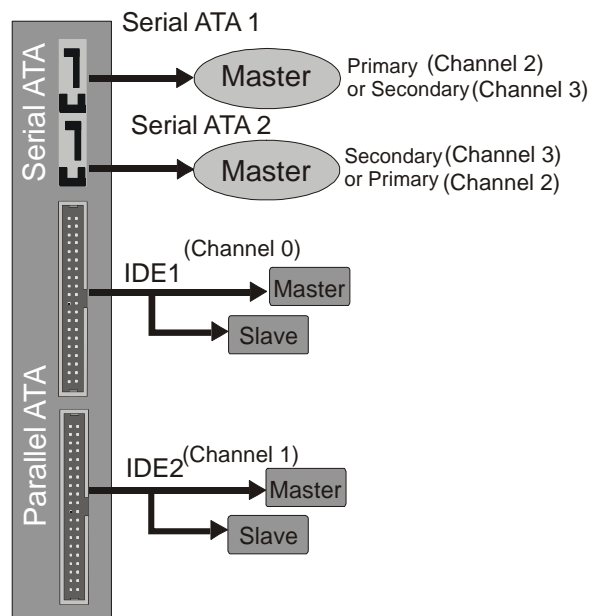 Serial ATA
Serial ATA 1
Master
Primary (Channel 2)
or Secondary (Channel 3)
Serial ATA 2
Master
Secondary (Channel 3)
or Primary (Channel 2)
Parallel ATA
(Channel 0)
IDE1
Master
Slave
(Channel 1)
IDE2
Master
Slave